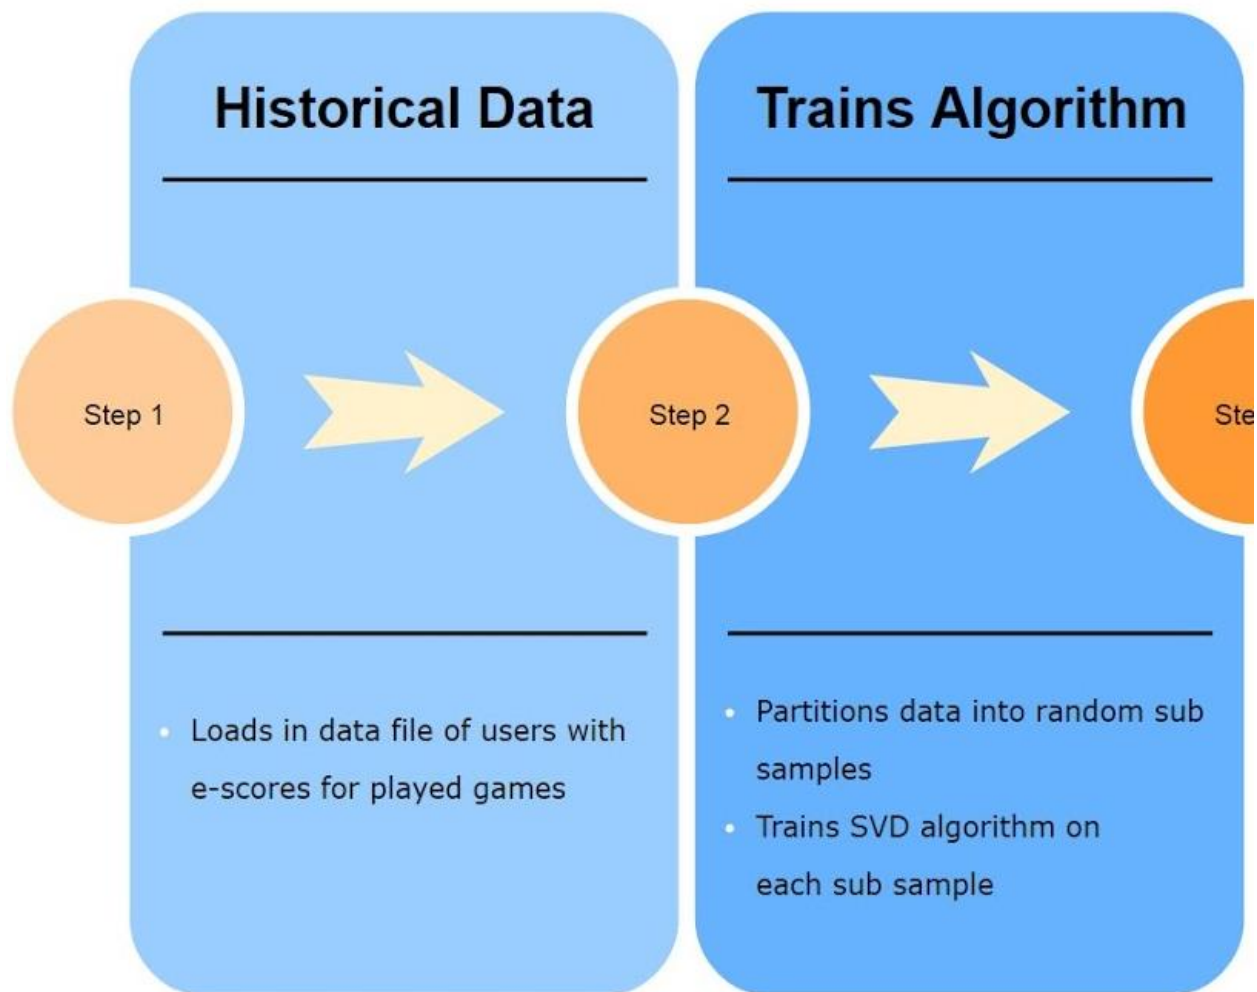 Historical Data
Trains Algorithm
Step 1
Step 2
Ste
Loads in data file of users with
e-scores for played games
Partitions data into random sub
samples
Trains SVD algorithm on
each sub sample